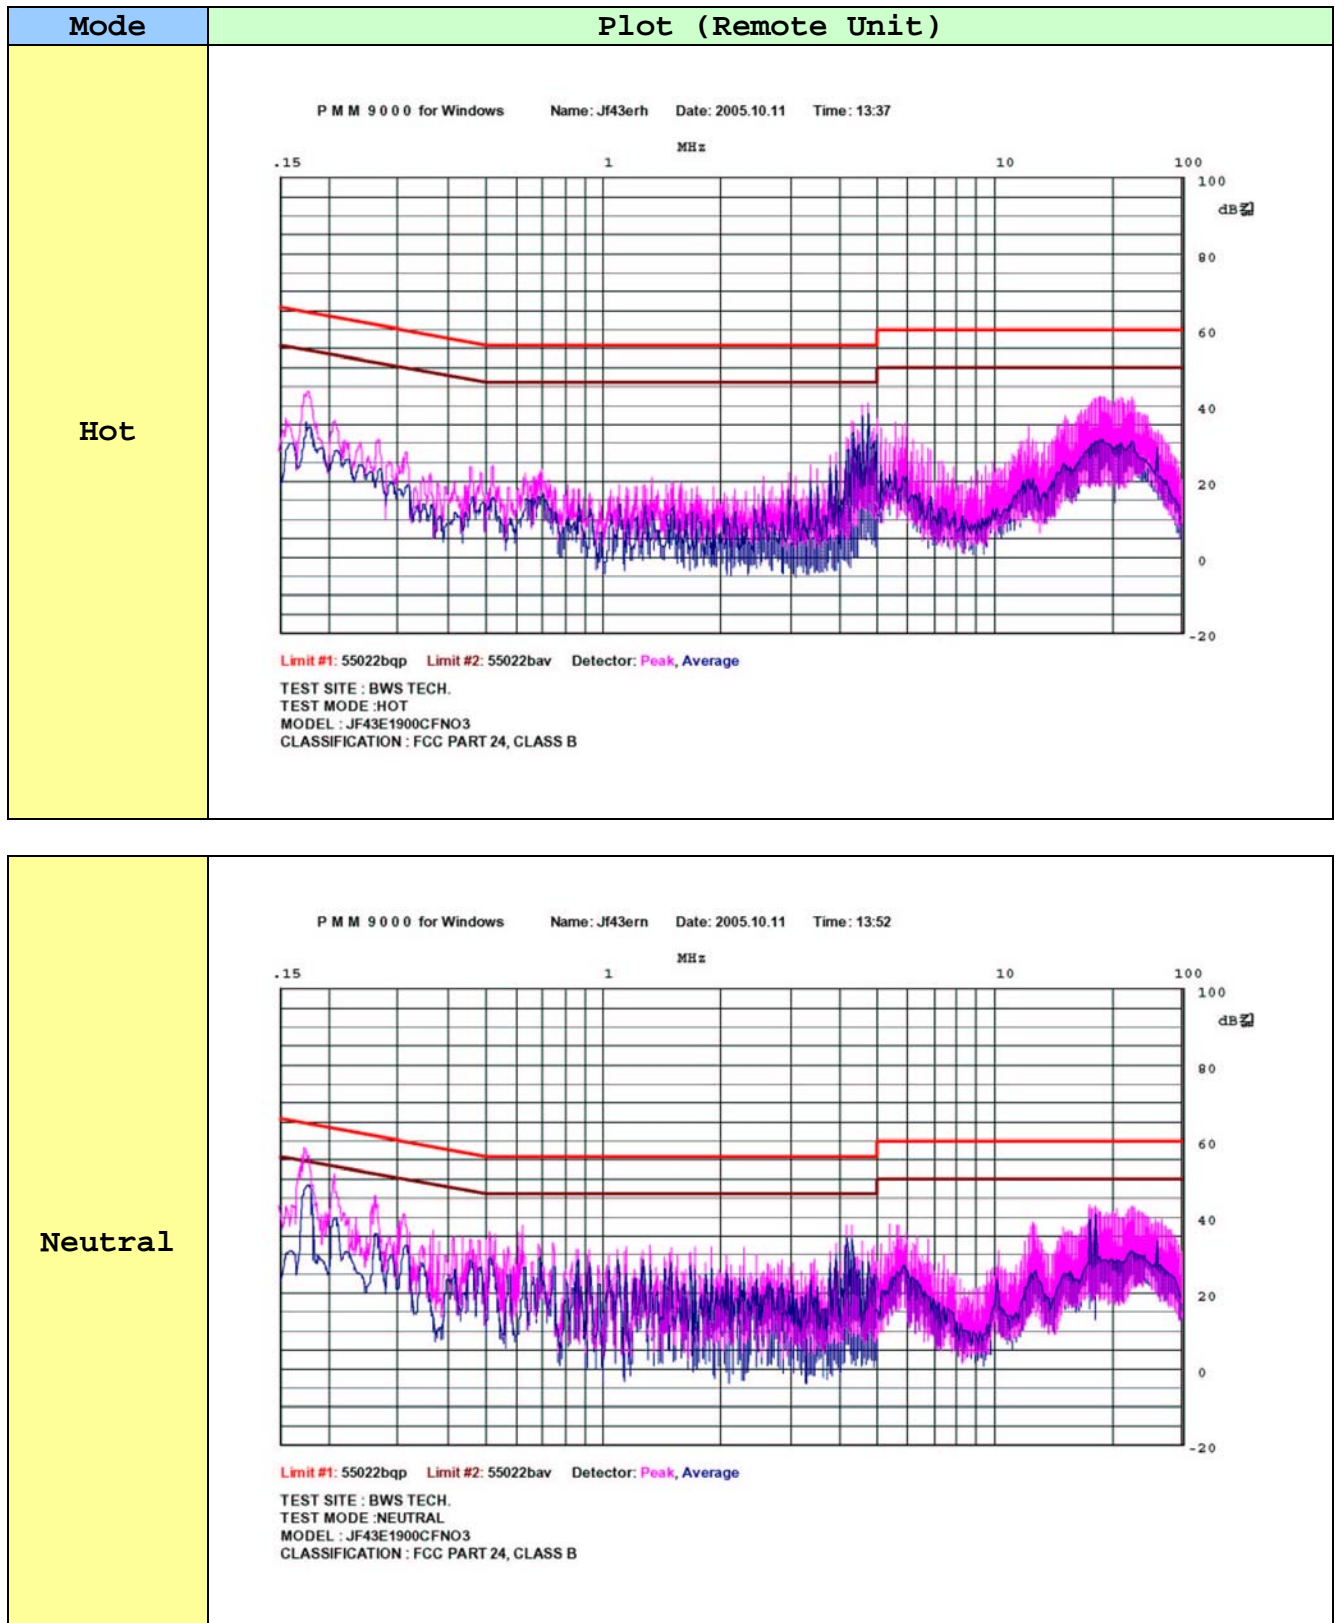 Mode Plot (Remote Unit)
Hot
P M M 9 0 0 0 for Windows Name: Jf43erh Date: 2005.10.11 Time: 13:37
MHz
.15 1 10 100
100
dB㎶
80
60
40
20
0
-20
Limit #1: 55022bqp Limit #2: 55022bav Detector: Peak, Average
TEST SITE : BWS TECH.
TEST MODE :HOT
MODEL : JF43E1900CFNO3
CLASSIFICATION : FCC PART 24, CLASS B
Neutral
P M M 9 0 0 0 for Windows Name: Jf43ern Date: 2005.10.11 Time: 13:52
MHz
.15 1 10 100
100
dB
80
60
40
20
0
-20
Limit #1: 55022bqp Limit #2: 55022bav Detector: Peak, Average
TEST SITE : BWS TECH.
TEST MODE :NEUTRAL
MODEL : JF43E1900CFNO3
CLASSIFICATION : FCC PART 24, CLASS B